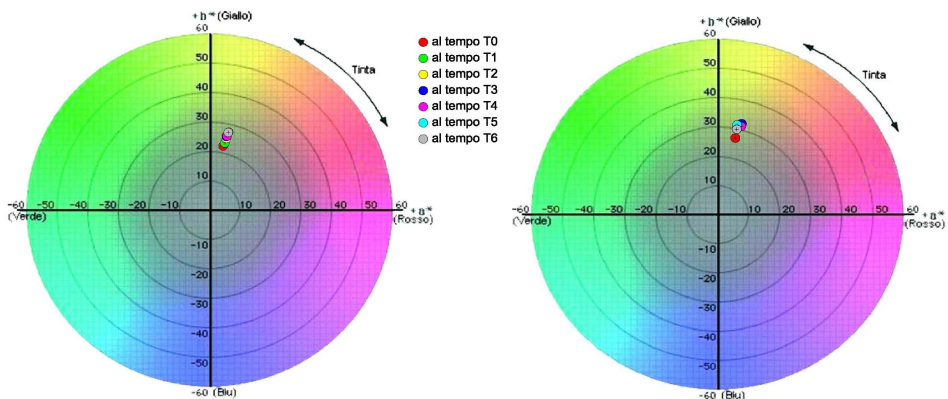 +b* (Giallo)
60
50
40
30
20
10
-10
-20
-30
-40
-50
-60 (Blu)
-60 -50 -40 -30 -20 -10
10 20 30 40 50 60
(Verde)
+a*
(Rosso)
Tinta
al tempo T0
al tempo T1
al tempo T2
al tempo T3
al tempo T4
al tempo T5
al tempo T6
+b* (Giallo)
60
50
40
30
20
10
-10
-20
-30
-40
-50
-60 (Blu)
-60 -50 -40 -30 -20 -10
10 20 30 40 50 60
(Verde)
+a*
(Rosso)
Tinta